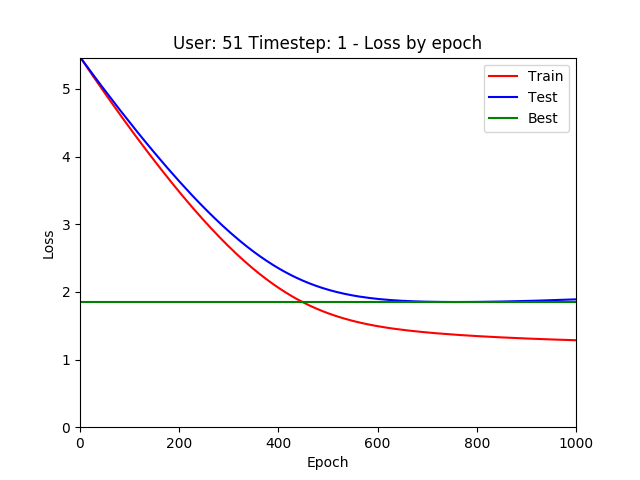 User: 51 Timestep: 1 - Loss by epoch
Train
Test
Best
5
4
3
2
1
0
Loss
0 200 400 600 800 1000
Epoch